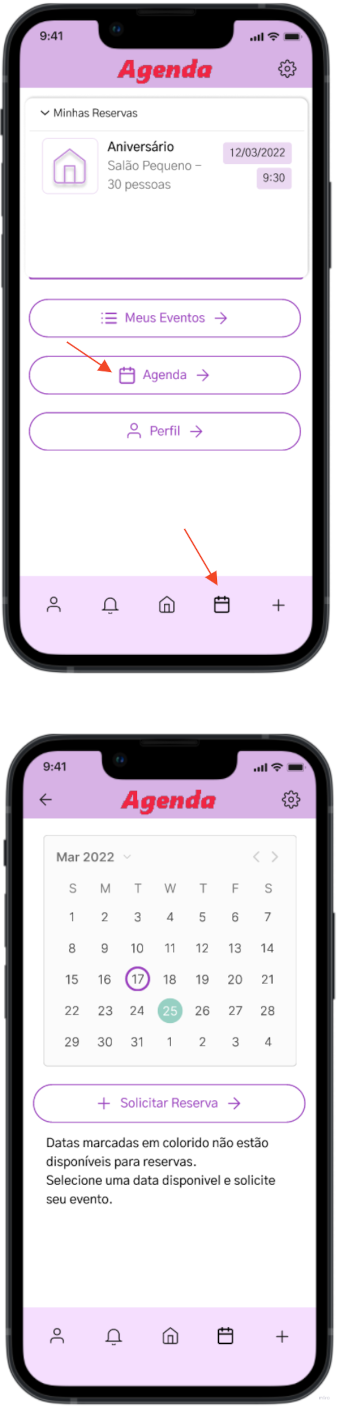 9:41
Agenda
Minhas Reservas
Aniversário
12/03/2022
Salão Pequeno -
9:30
30 pessoas
Meus Eventos
Agenda
Perfil
9:41
Agenda
Mar 2022
S M T W T F S
1 2 3 4 5 6 7
8 9 10 11 12 13 14
15 16 17 18 19 20 21
22 23 24 25 26 27 28
29 30 31 1 2 3 4
+ Solicitar Reserva
Datas marcadas em colorido não estão
disponíveis para reservas.
Selecione uma data disponivel e solicite
seu evento.